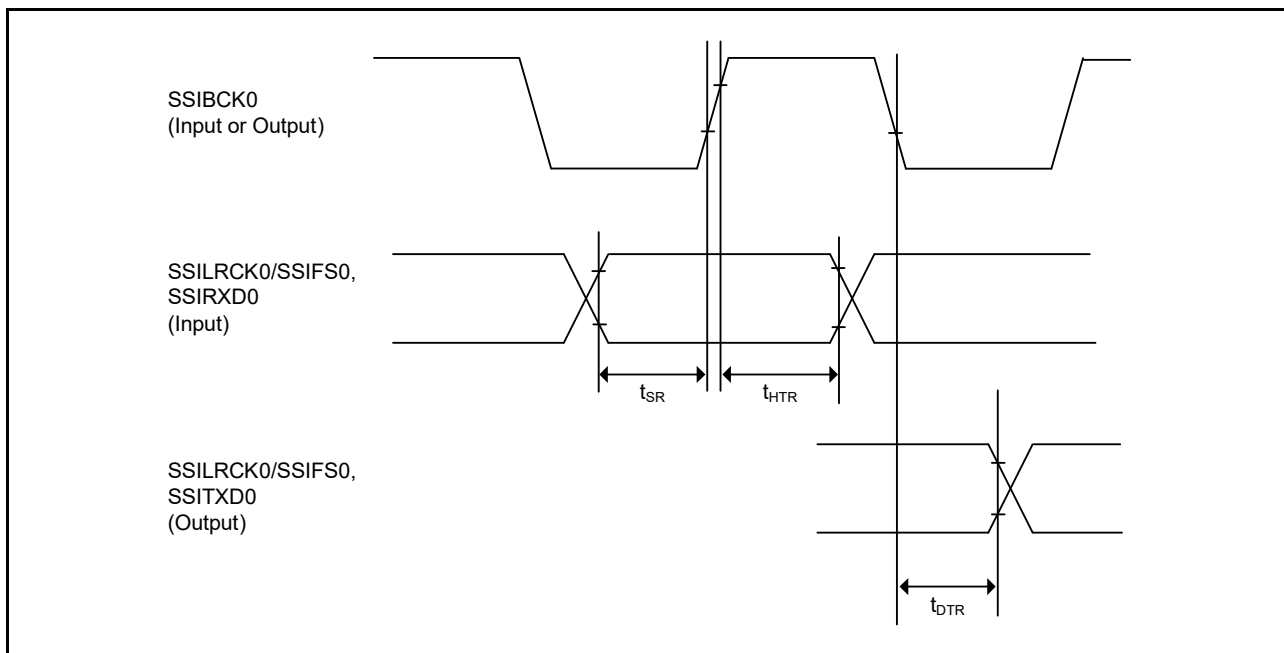 SSIBCK0
(Input or Output)
SSILRCK0/SSIFS0,
SSIRXD0
(Input)
tSR
tHTR
SSILRCK0/SSIFS0,
SSITXD0
(Output)
tDTR